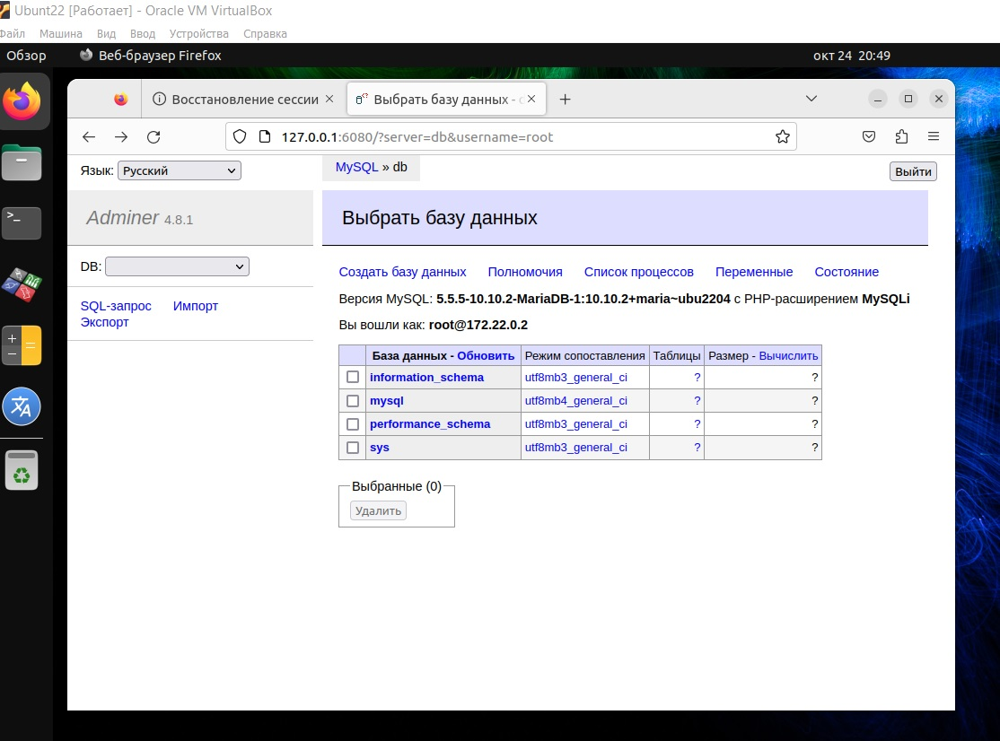 Ubunt22 [Работает] - Oracle VM VirtualBox
Файл Машина Вид Ввод Устройства Справка
Обзор Веб-браузер Firefox окт 24 20:49
Восстановление сессии Выбрать базу данных -
127.0.0.1:6080/?server=db&username=root
Язык: Русский MySQL » db Выйти
Adminer 4.8.1 Выбрать базу данных
DB:
Создать базу данных Полномочия Список процессов Переменные Состояние
SQL-запрос Импорт
Экспорт
Версия MySQL: 5.5.5-10.10.2-MariaDB-1:10.10.2+maria~ubu2204 с PHP-расширением MySQLi
Вы вошли как: root@172.22.0.2
База данных - Обновить Режим сопоставления Таблицы Размер - Вычислить
information_schema utf8mb3_general_ci ? ?
mysql utf8mb4_general_ci ? ?
performance_schema utf8mb3_general_ci ? ?
sys utf8mb3_general_ci ? ?
Выбранные (0)
Удалить